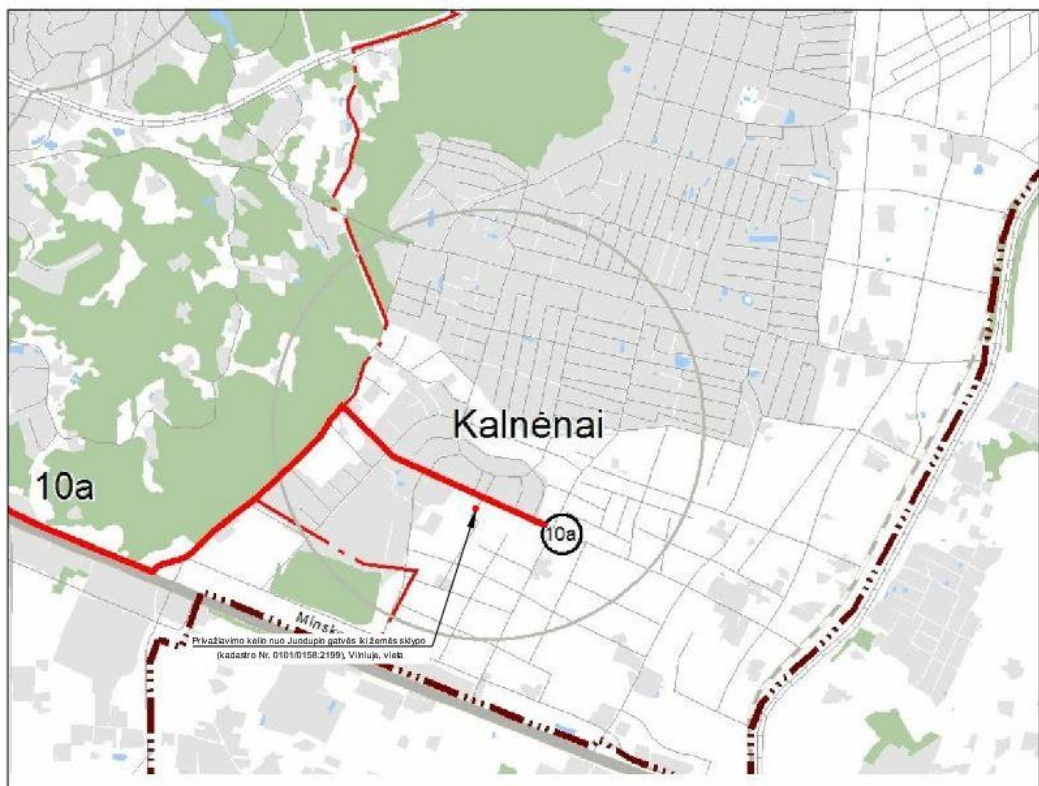 Kalnėnai
10a
10a
Minsk
Privažiavimo kelio nuo Juodupio gatvės iki žemės sklypo
(kadastro Nr. 0101/0158:2199), Vilniuje, vieta